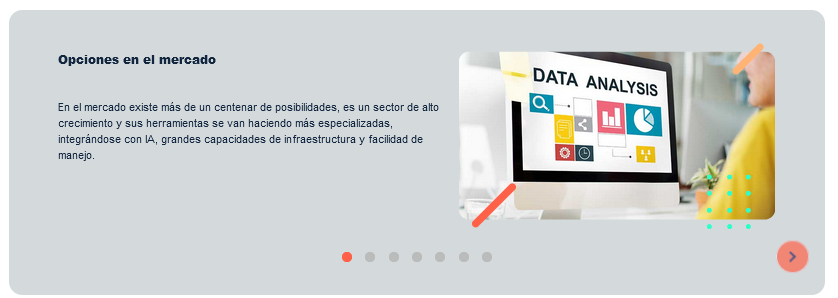 Opciones en el mercado
En el mercado existe más de un centenar de posibilidades, es un sector de alto
crecimiento y sus herramientas se van haciendo más especializadas,
integrándose con IA, grandes capacidades de infraestructura y facilidad de
manejo.
DATA ANALYSIS